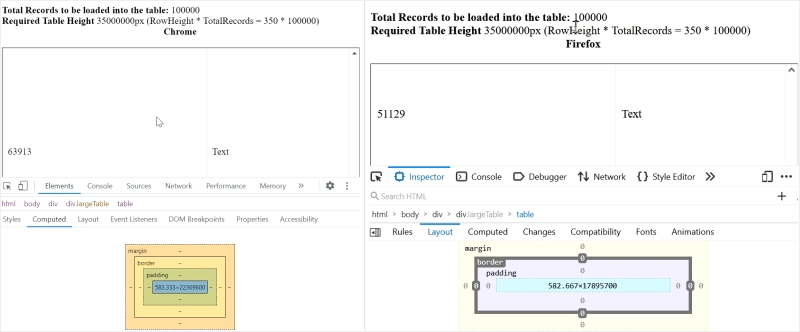 Total Records to be loaded into the table: 100000
Required Table Height 35000000px (RowHeight * TotalRecords = 350 * 100000)
Chrome
63913 Text
Elements Console Sources Network Performance Memory »
html body div div.largeTable table
Styles Computed Layout Event Listeners DOM Breakpoints Properties Accessibility
margin –
border –
padding –
– – – 583.333×22369600 – – –
–
–
–
Total Records to be loaded into the table: 100000
Required Table Height 35000000px (RowHeight * TotalRecords = 350 * 100000)
Firefox
51129 Text
Inspector Console Debugger Network {} Style Editor »
Search HTML +
html > body > div > div.largeTable > table
Rules Layout Computed Changes Compatibility Fonts Animations
margin 0
border 0
padding 0
0 0 0 582.667×17895700 0 0 0
0
0
0